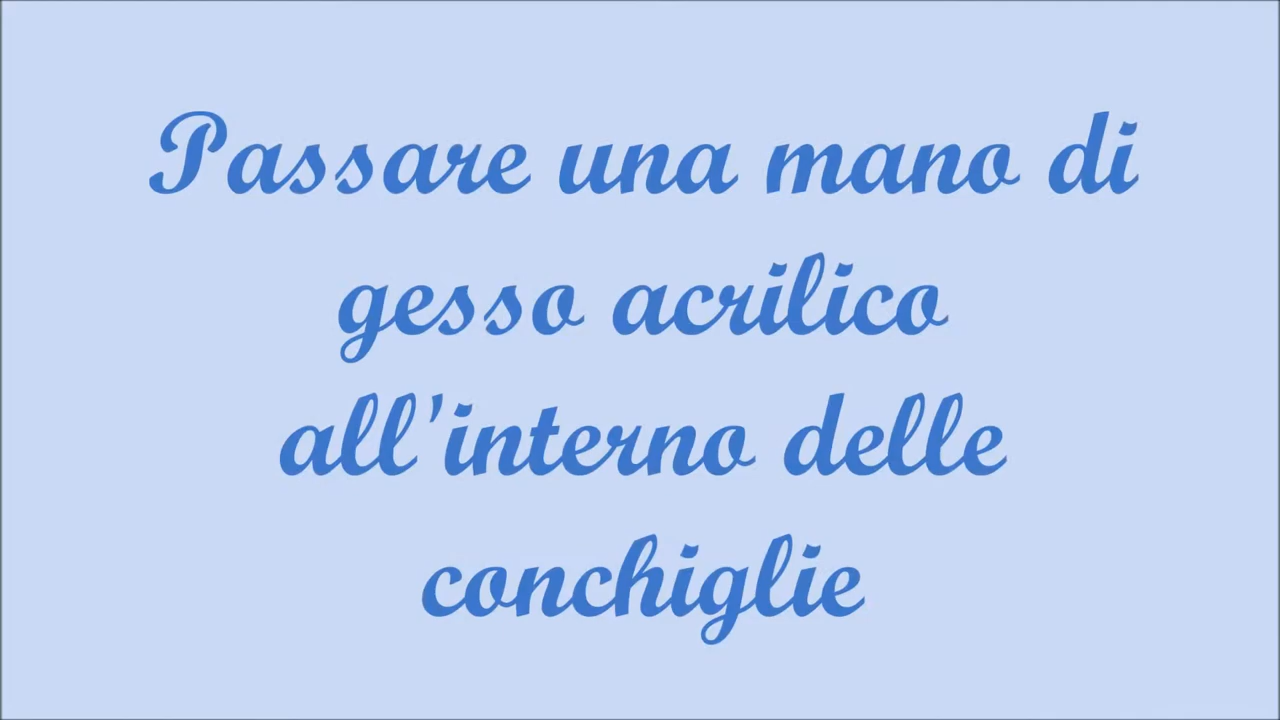 Passare una mano di
gesso acrilico
all'interno delle
conchiglie